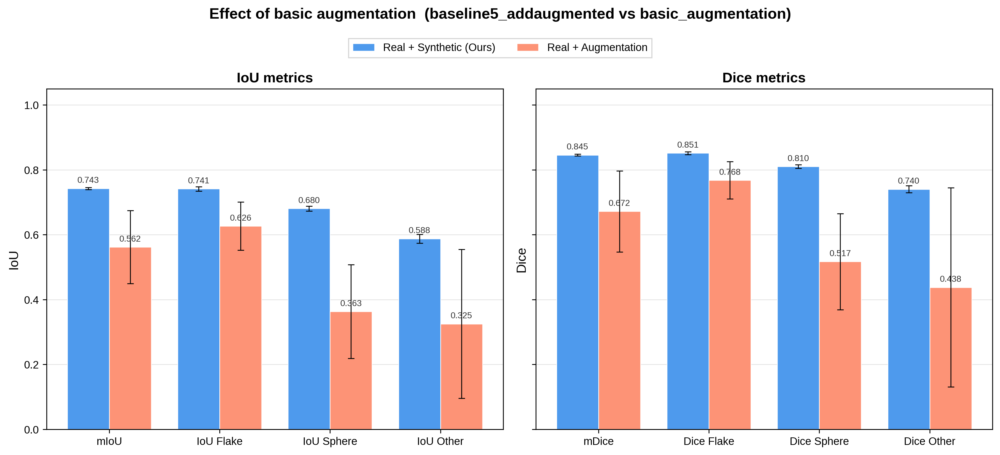 Effect of basic augmentation (baseline5_addaugmented vs basic_augmentation)
Real + Synthetic (Ours)
Real + Augmentation
IoU metrics
IoU
1.0
0.8
0.6
0.4
0.2
0.0
0.743
0.562
0.741
0.626
0.680
0.363
0.588
0.325
mIoU
IoU Flake
IoU Sphere
IoU Other
Dice metrics
Dice
0.845
0.672
0.851
0.768
0.810
0.517
0.740
0.438
mDice
Dice Flake
Dice Sphere
Dice Other